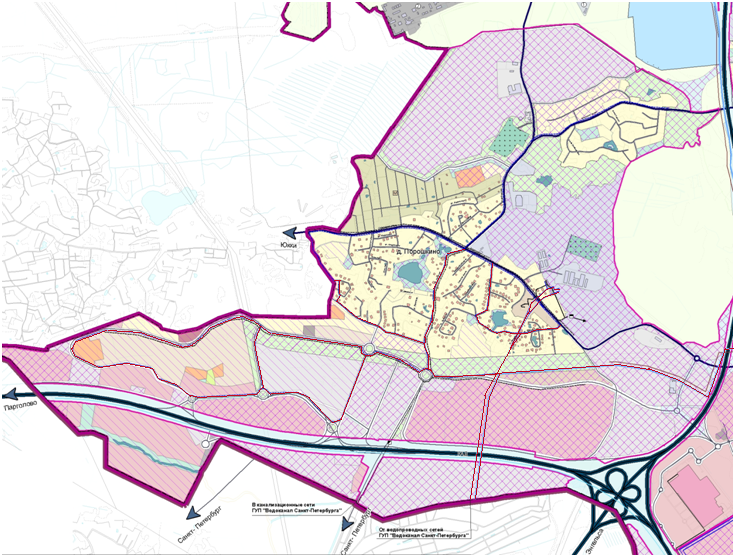 Юкки
д. Порошкино
Парголово
КАД
Санкт- Петербург
В канализационные сети
ГУП "Водоканал Санкт-Петербурга"
Санкт- Петербург
От водопроводных сетей
ГУП "Водоканал Санкт-Петербурга"